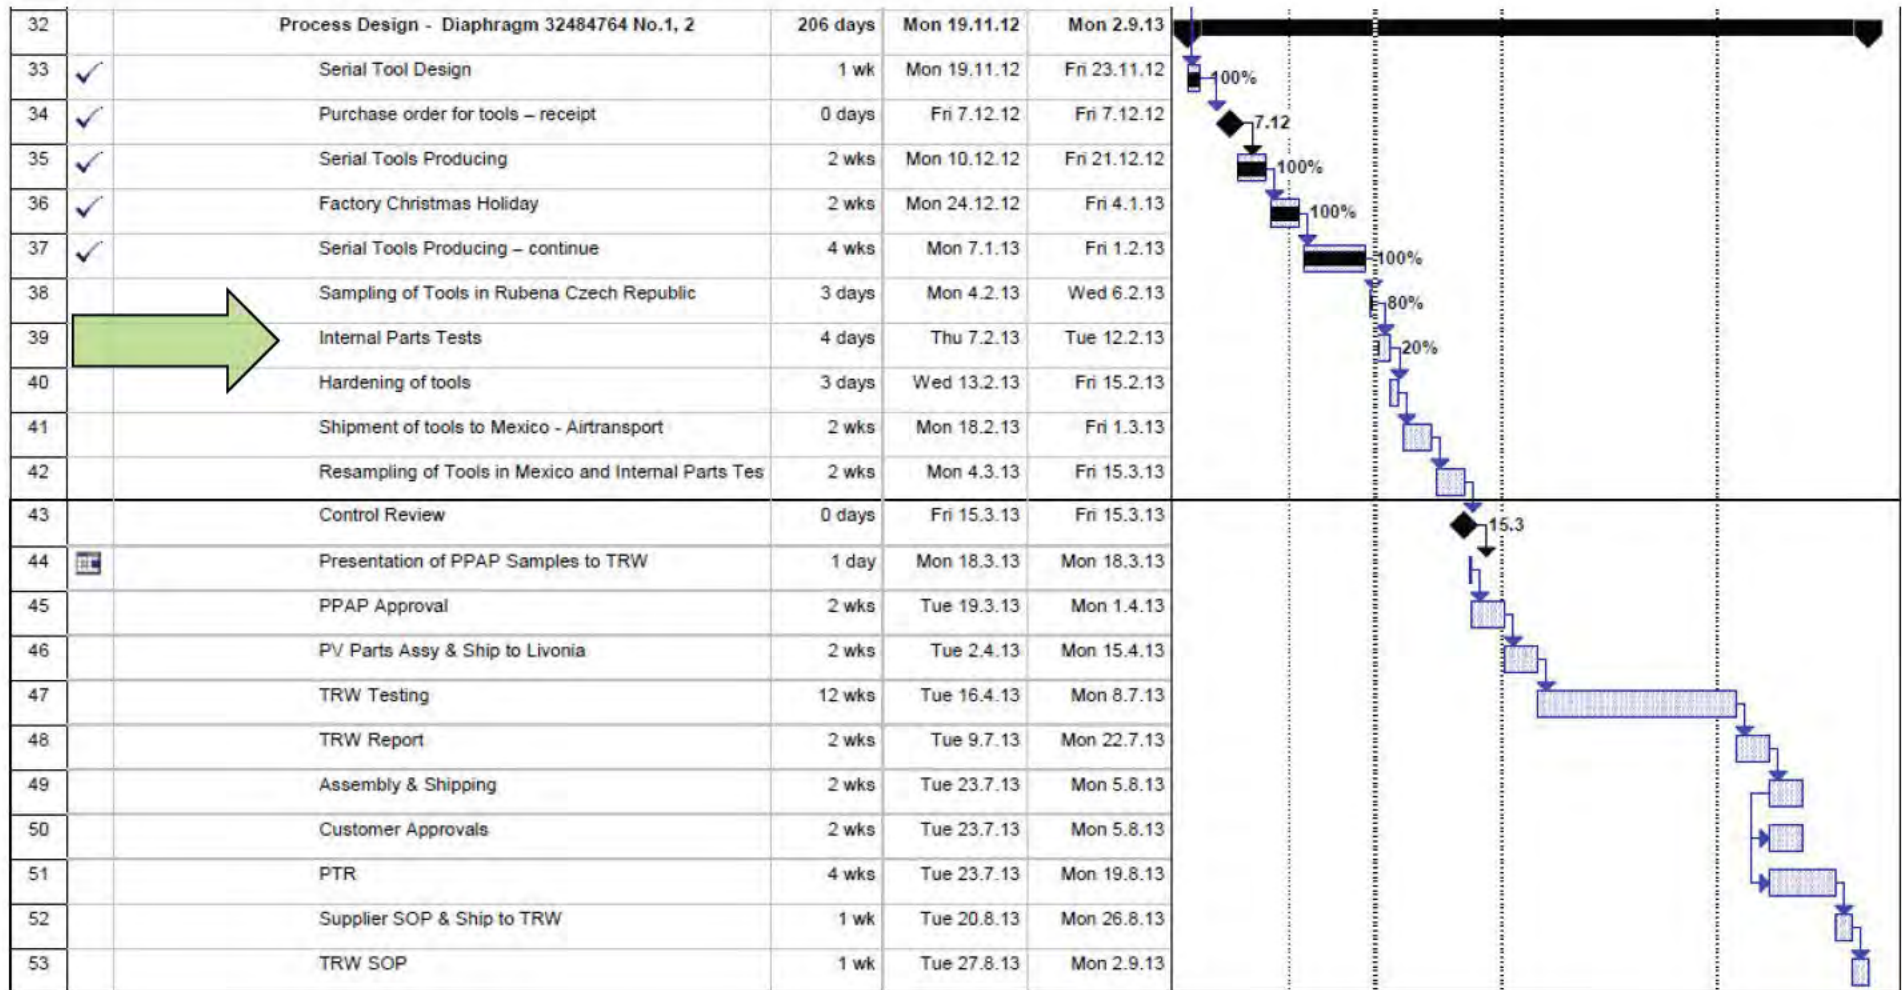 32 Process Design - Diaphragm 32484764 No.1, 2 206 days Mon 19.11.12 Mon 2.9.13
33 Serial Tool Design 1 wk Mon 19.11.12 Fri 23.11.12 100%
34 Purchase order for tools – receipt 0 days Fri 7.12.12 Fri 7.12.12 7.12
35 Serial Tools Producing 2 wks Mon 10.12.12 Fri 21.12.12 100%
36 Factory Christmas Holiday 2 wks Mon 24.12.12 Fri 4.1.13 100%
37 Serial Tools Producing – continue 4 wks Mon 7.1.13 Fri 1.2.13 100%
38 Sampling of Tools in Rubena Czech Republic 3 days Mon 4.2.13 Wed 6.2.13 80%
39 Internal Parts Tests 4 days Thu 7.2.13 Tue 12.2.13 20%
40 Hardening of tools 3 days Wed 13.2.13 Fri 15.2.13
41 Shipment of tools to Mexico - Airtransport 2 wks Mon 18.2.13 Fri 1.3.13
42 Resampling of Tools in Mexico and Internal Parts Tes 2 wks Mon 4.3.13 Fri 15.3.13
43 Control Review 0 days Fri 15.3.13 Fri 15.3.13 15.3
44 Presentation of PPAP Samples to TRW 1 day Mon 18.3.13 Mon 18.3.13
45 PPAP Approval 2 wks Tue 19.3.13 Mon 1.4.13
46 PV Parts Assy & Ship to Livonia 2 wks Tue 2.4.13 Mon 15.4.13
47 TRW Testing 12 wks Tue 16.4.13 Mon 8.7.13
48 TRW Report 2 wks Tue 9.7.13 Mon 22.7.13
49 Assembly & Shipping 2 wks Tue 23.7.13 Mon 5.8.13
50 Customer Approvals 2 wks Tue 23.7.13 Mon 5.8.13
51 PTR 4 wks Tue 23.7.13 Mon 19.8.13
52 Supplier SOP & Ship to TRW 1 wk Tue 20.8.13 Mon 26.8.13
53 TRW SOP 1 wk Tue 27.8.13 Mon 2.9.13